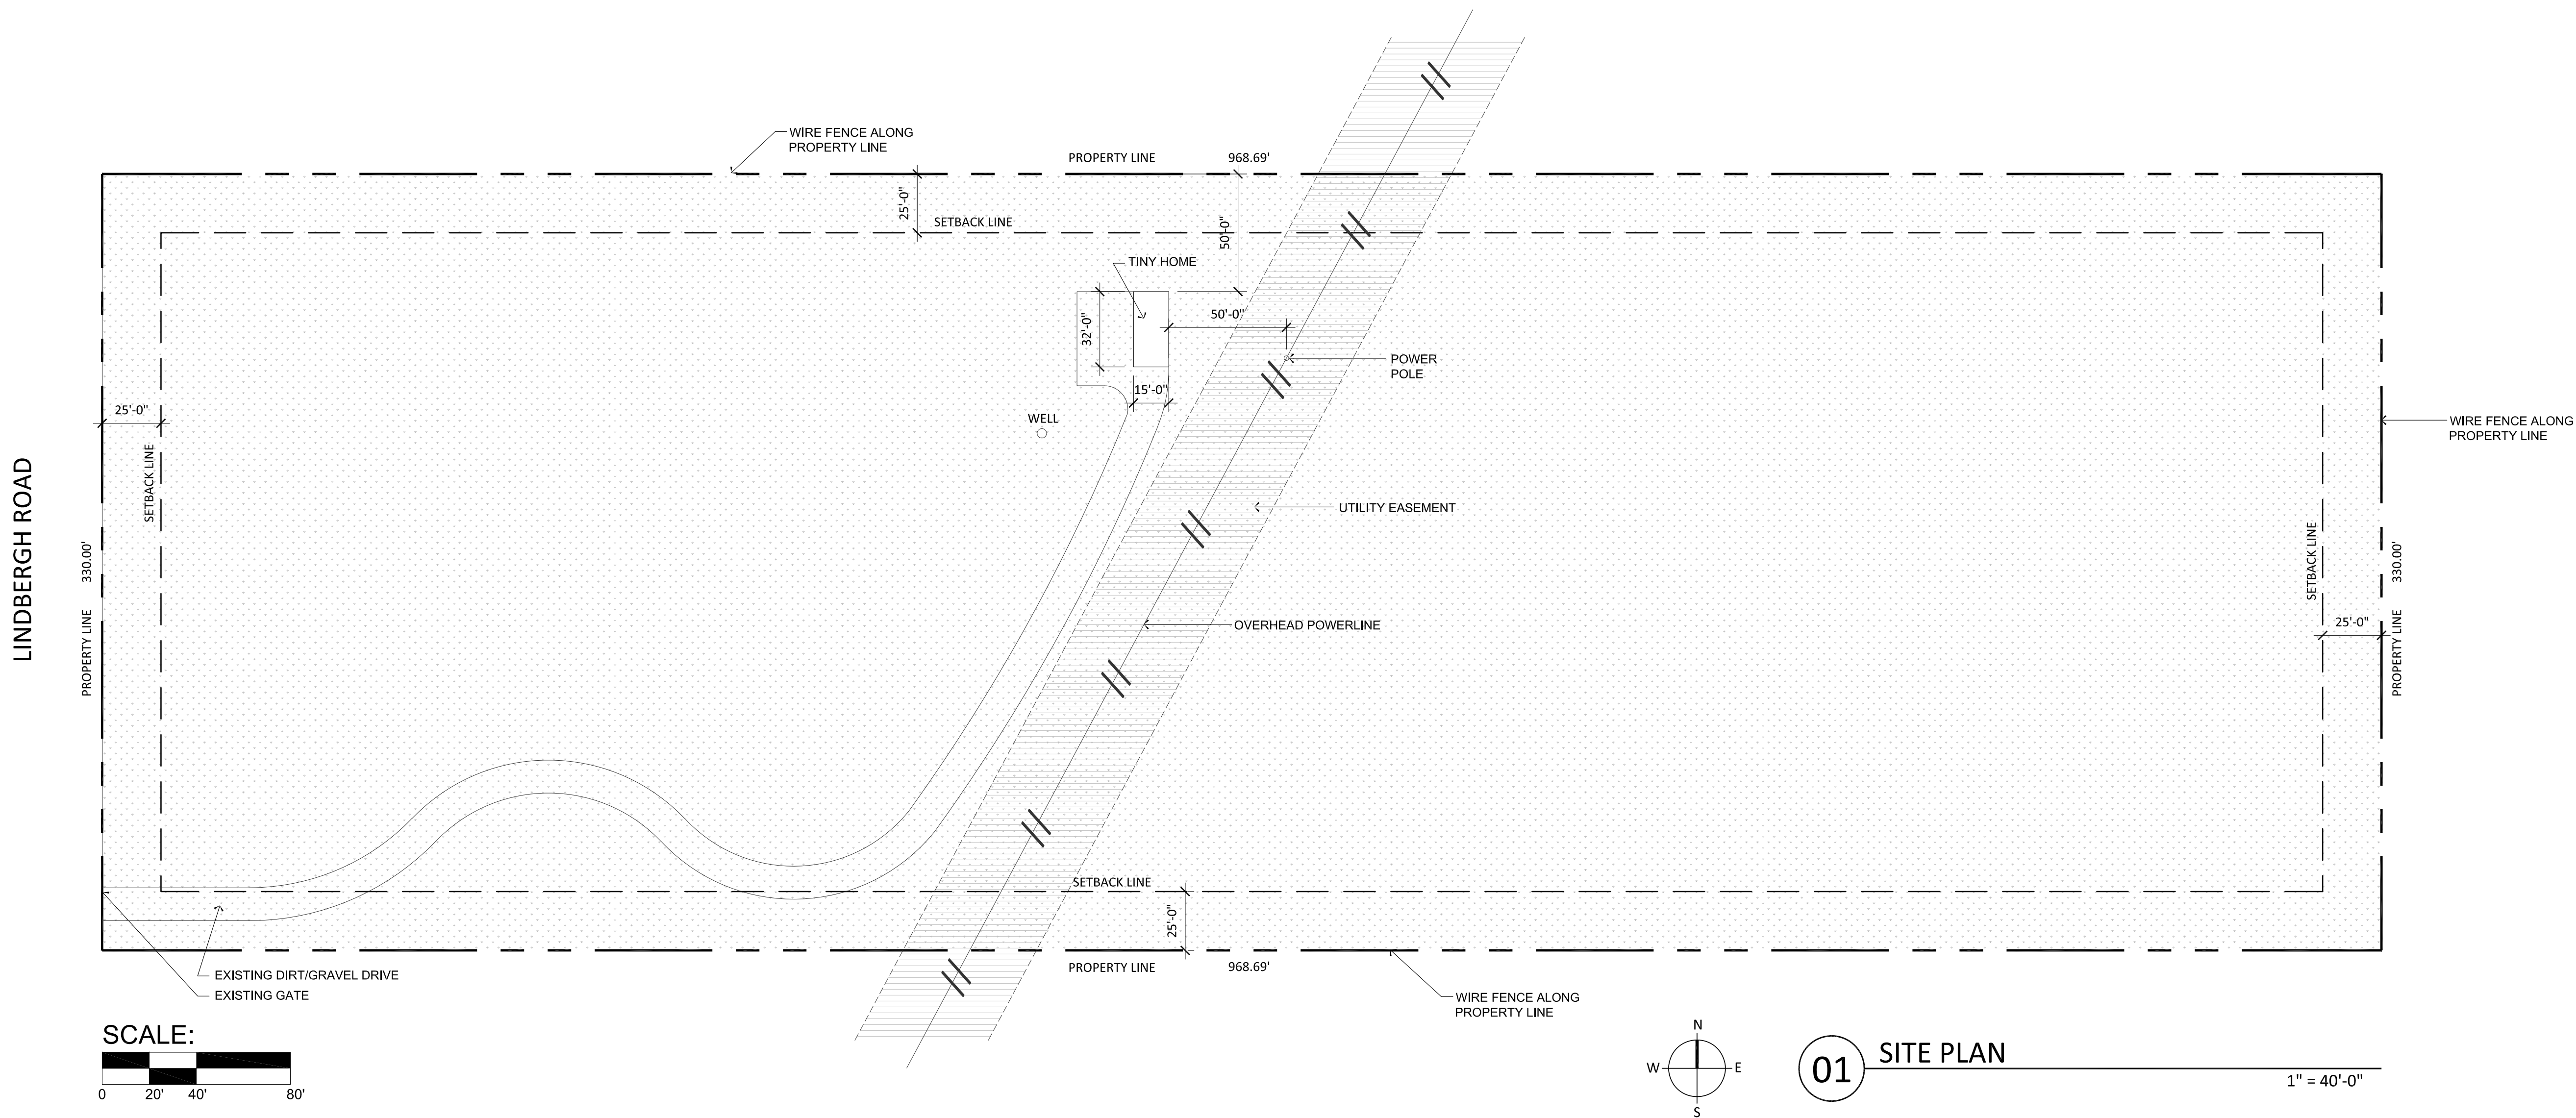 WIRE FENCE ALONG
PROPERTY LINE
PROPERTY LINE
968.69'
25'-0"
SETBACK LINE
50'-0"
TINY HOME
32'-0"
50'-0"
POWER
POLE
15'-0"
WELL
25'-0"
SETBACK LINE
LINDBERGH ROAD
330.00'
PROPERTY LINE
UTILITY EASEMENT
OVERHEAD POWERLINE
WIRE FENCE ALONG
PROPERTY LINE
SETBACK LINE
330.00'
25'-0"
PROPERTY LINE
SETBACK LINE
25'-0"
PROPERTY LINE
968.69'
EXISTING DIRT/GRAVEL DRIVE
EXISTING GATE
WIRE FENCE ALONG
PROPERTY LINE
SCALE:
0 20' 40' 80'
N
W E
S
01
SITE PLAN
1" = 40'-0"